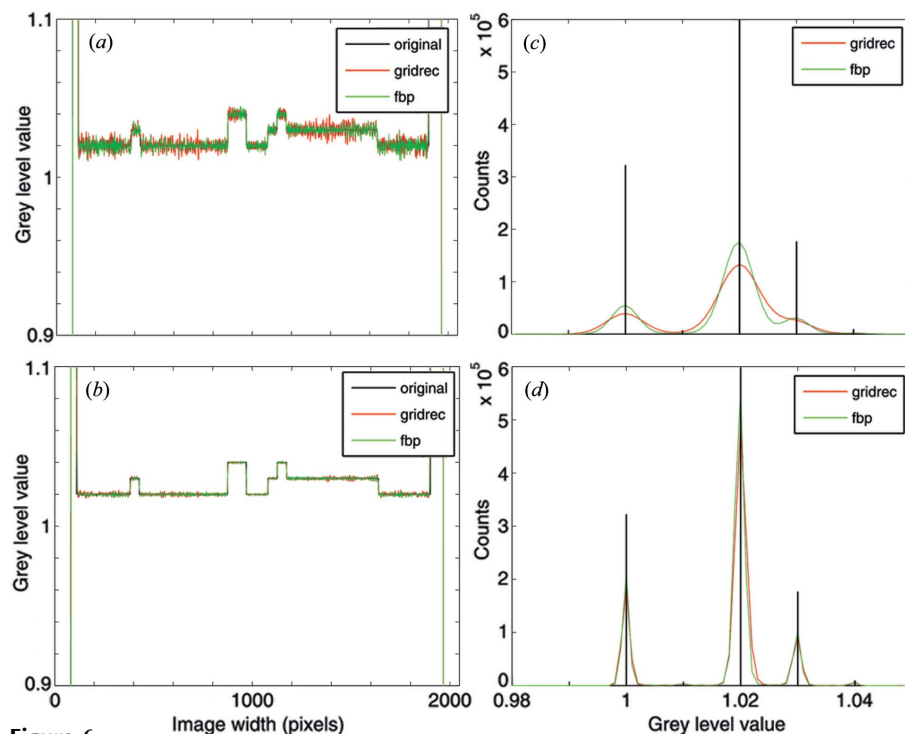 1.1
(a)
original
gridrec
fbp
Grey level value
1
0.9
(c)
gridrec
fbp
x 10^5
6
5
4
3
2
1
0
Counts
1.1
(b)
original
gridrec
fbp
Grey level value
1
0.9
0
1000
2000
Image width (pixels)
(d)
gridrec
fbp
x 10^5
6
5
4
3
2
1
0
Counts
0.98
1
1.02
1.04
Grey level value